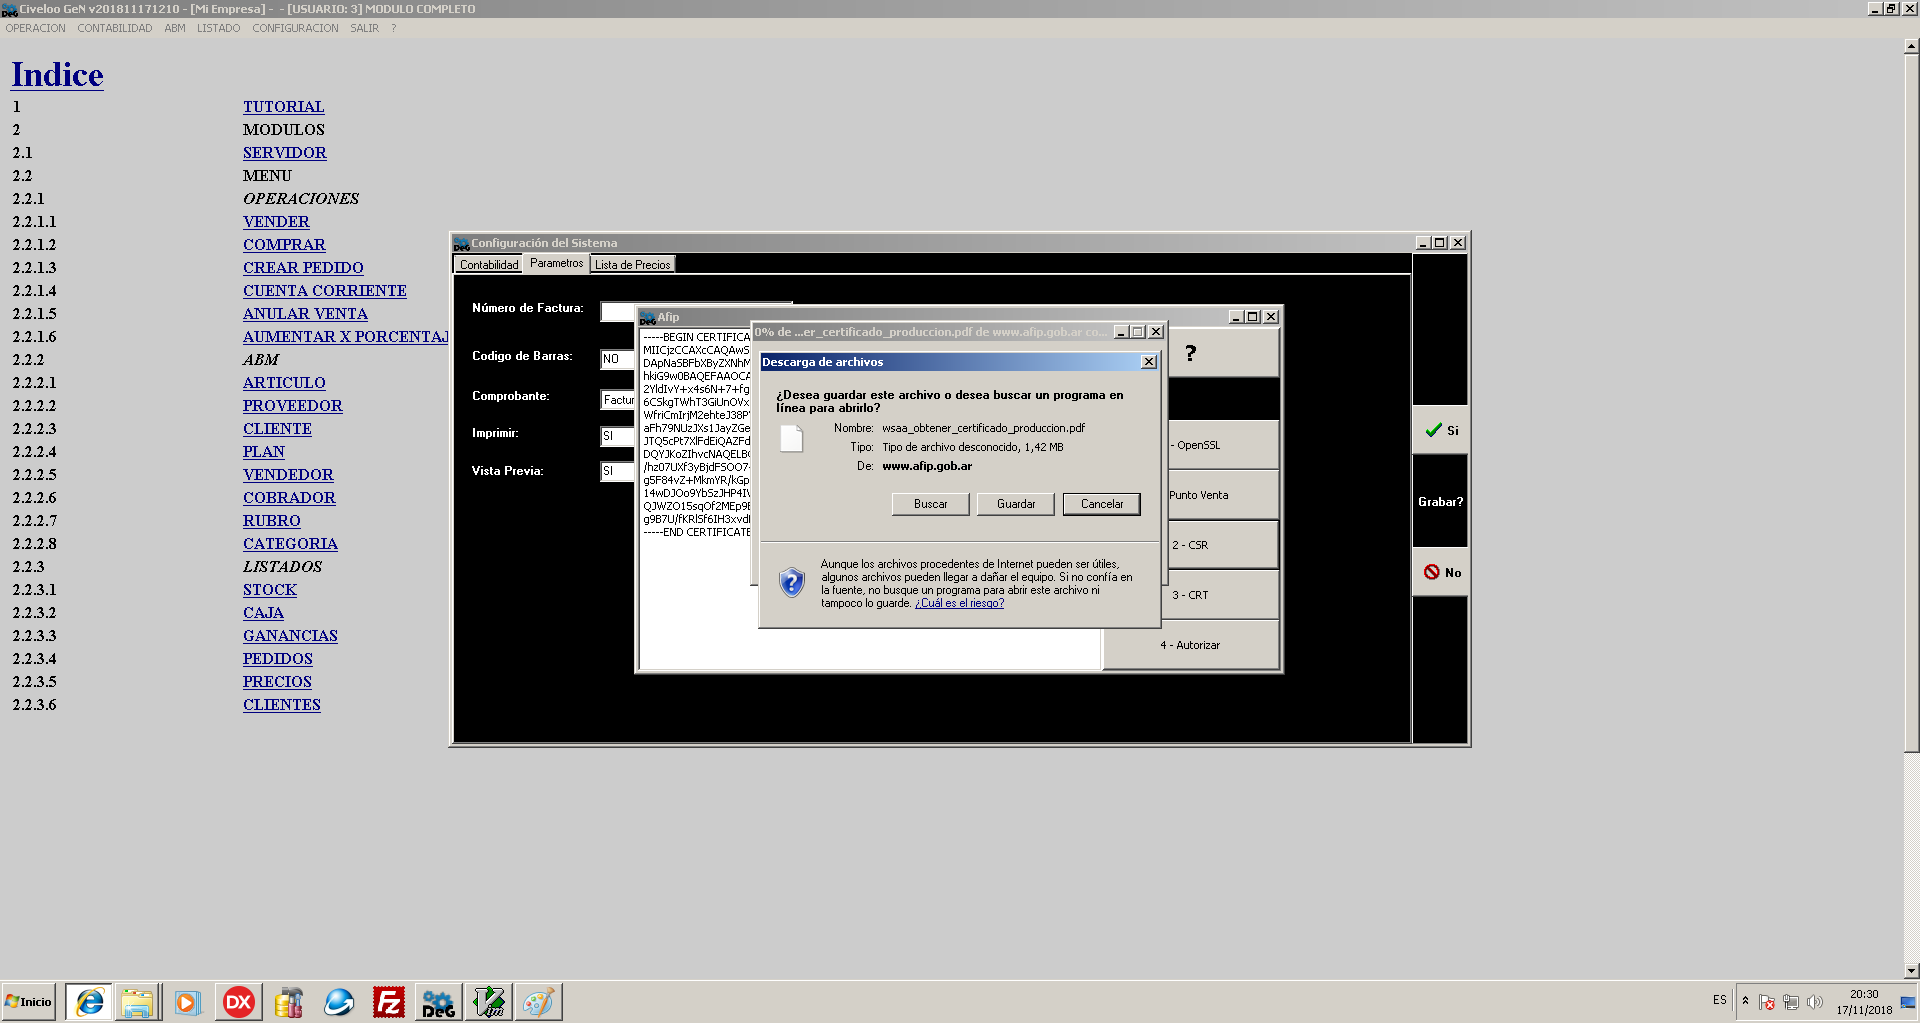 Civeloo GeN v201811171210 - [Mi Empresa] - - [USUARIO: 3] MODULO COMPLETO
OPERACION CONTABILIDAD ABM LISTADO CONFIGURACION SALIR ?
Indice
1 TUTORIAL
2 MODULOS
2.1 SERVIDOR
2.2 MENU
2.2.1 OPERACIONES
2.2.1.1 VENDER
2.2.1.2 COMPRAR
2.2.1.3 CREAR PEDIDO
2.2.1.4 CUENTA CORRIENTE
2.2.1.5 ANULAR VENTA
2.2.1.6 AUMENTAR X PORCENTAJ
2.2.2 ABM
2.2.2.1 ARTICULO
2.2.2.2 PROVEEDOR
2.2.2.3 CLIENTE
2.2.2.4 PLAN
2.2.2.5 VENDEDOR
2.2.2.6 COBRADOR
2.2.2.7 RUBRO
2.2.2.8 CATEGORIA
2.2.3 LISTADOS
2.2.3.1 STOCK
2.2.3.2 CAJA
2.2.3.3 GANANCIAS
2.2.3.4 PEDIDOS
2.2.3.5 PRECIOS
2.2.3.6 CLIENTES
Configuración del Sistema
Contabilidad Parametros Lista de Precios
Número de Factura:
Codigo de Barras: NO
Comprobante: Factur
Imprimir: SI
Vista Previa: SI
Si
Grabar?
No
Afip
-----BEGIN CERTIFICA
MIICjzCCAXcCAQAwS
DApNaSBFbXByZXNhM
hkiG9w0BAQEFAAOCA
2YldIvY+x4s6N+7+fg
6CSkgTWhT3GiUnOVx
WfriCmIrjM2ehteJ38PY
aFh79NUzJXs1JayZGe
JTQ5cPt7XlFdEiQAZFd
DQYJKoZIhvcNAQELBQ
/hz07UXf3yBjdFSOO7
g5F84vZ+MkmYR/kGp
14wDJOo9YbSzJHP4IV
QJWZO15sqOf2MEp9E
g9B7U/fKRlSf6IH3xvd
-----END CERTIFICATE
?
- OpenSSL
Punto Venta
2 - CSR
3 - CRT
4 - Autorizar
0% de ...er_certificado_produccion.pdf de www.afip.gob.ar co...
Descarga de archivos
¿Desea guardar este archivo o desea buscar un programa en
línea para abrirlo?
Nombre: wsaa_obtener_certificado_produccion.pdf
Tipo: Tipo de archivo desconocido, 1,42 MB
De: www.afip.gob.ar
Buscar Guardar Cancelar
Aunque los archivos procedentes de Internet pueden ser útiles,
algunos archivos pueden llegar a dañar el equipo. Si no confía en
la fuente, no busque un programa para abrir este archivo ni
tampoco lo guarde. ¿Cuál es el riesgo?
Inicio
DX
Fz
DeG
Vim
ES
20:30
17/11/2018